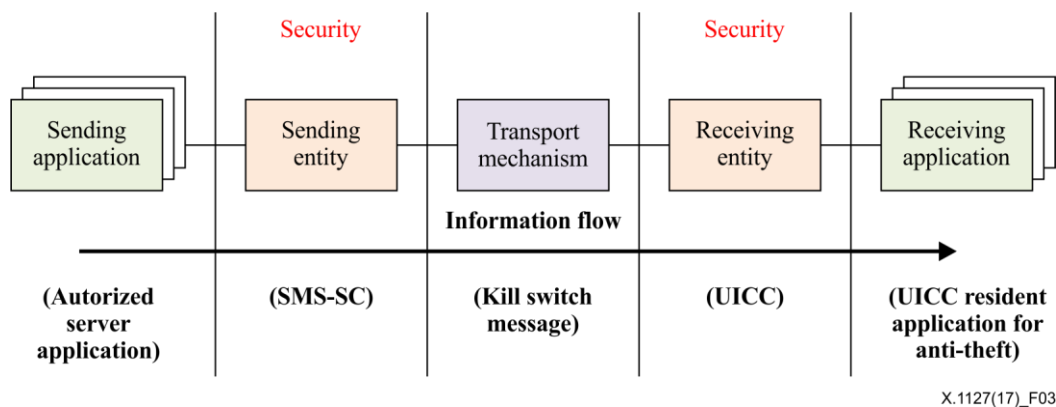 Security
Security
Sending
application
Sending
entity
Transport
mechanism
Receiving
entity
Receiving
application
Information flow
(Autorized
server
application)
(SMS-SC)
(Kill switch
message)
(UICC)
(UICC resident
application for
anti-theft)
X.1127(17)_F03